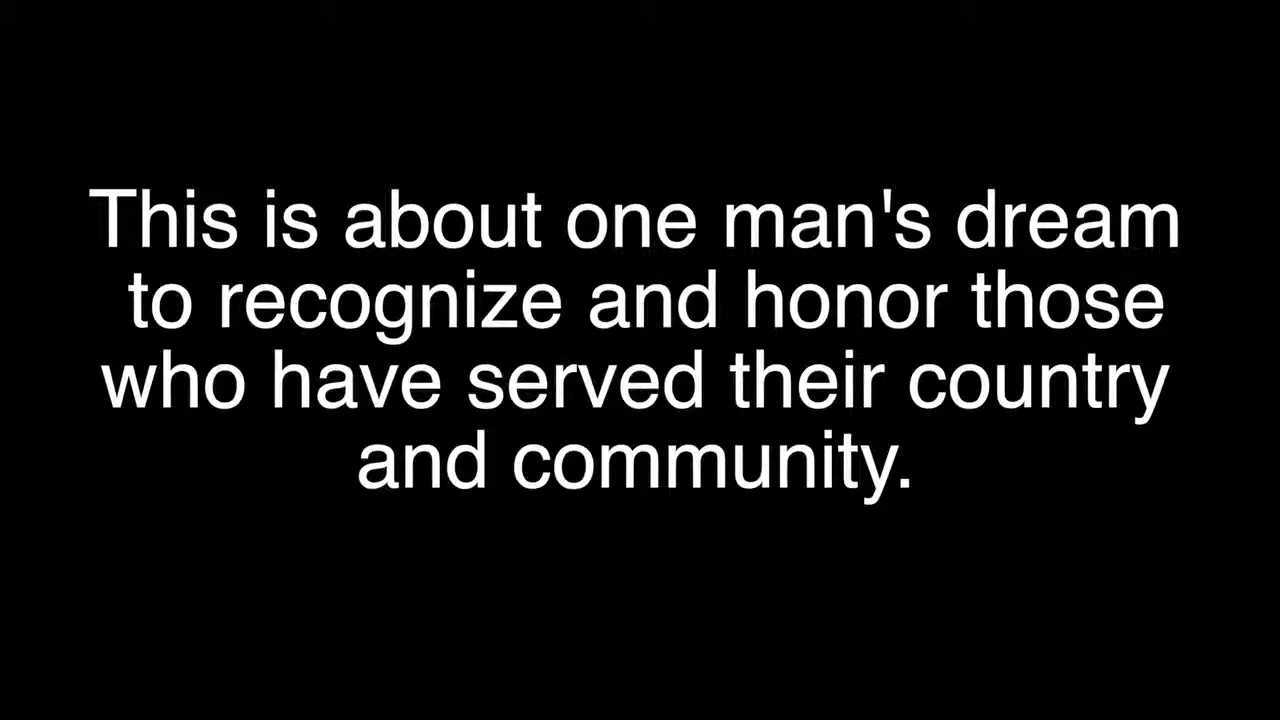 This is about one man's dream
to recognize and honor those
who have served their country
and community.